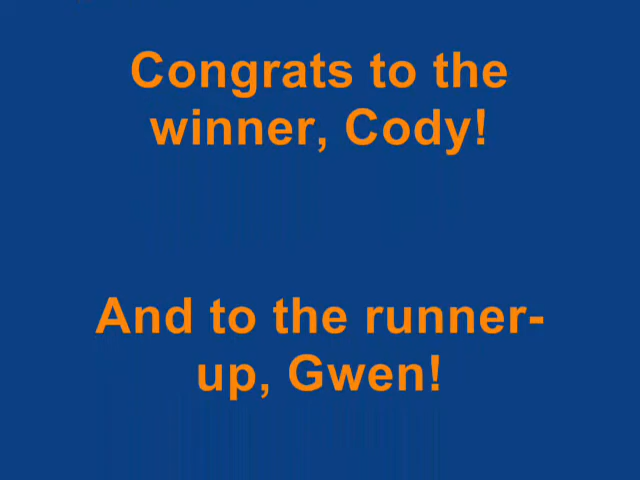 Congrats to the
winner, Cody!
And to the runner-
up, Gwen!